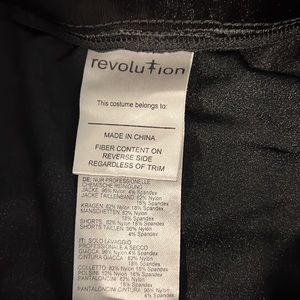 revolution
This costume belongs to:
MADE IN CHINA
FIBER CONTENT ON
REVERSE SIDE
REGARDLESS OF TRIM
DE: NUR PROFESSIONELLE
CHEMISCHE REINIGUNG
JACKE: 96% Nylon 4% Spandex
JACKE TAILLENBAND: 82% Nylon
18% Spandex
KRAGEN: 82% Nylon 18% Spandex
MANSCHETTEN: 82% Nylon
18% Spandex
SHORTS: 82% Nylon 18% Spandex
SHORTS TAILLEN: 96% Nylon
4% Spandex
IT: SOLO LAVAGGIO
PROFESSIONALE A SECCO
GIACCA: 96% Nylon 4% Spandex
CINTURA GIACCA: 82% Nylon
18% Spandex
COLLETTO: 82% Nylon 18% Spandex
POLSINI: 82% Nylon 18% Spandex
PANTALONCINI: 82% Nylon
18% Spandex
PANTALONCINI CINTURA: 96% Nylon
4% Spandex